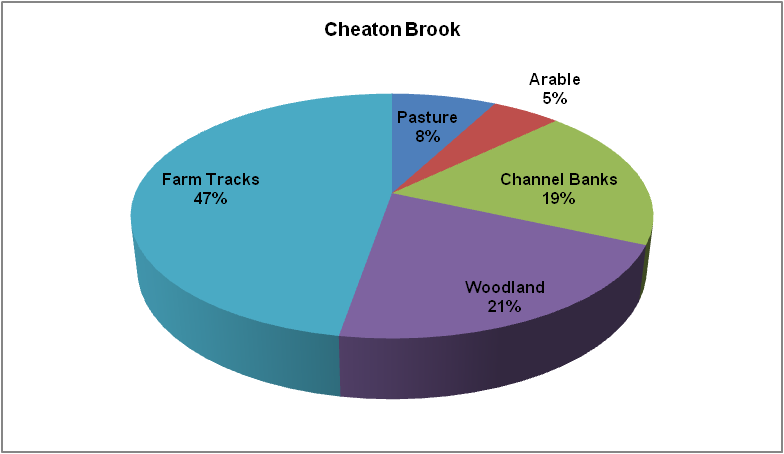 Cheaton Brook
Arable
5%
Pasture
8%
Farm Tracks
47%
Channel Banks
19%
Woodland
21%